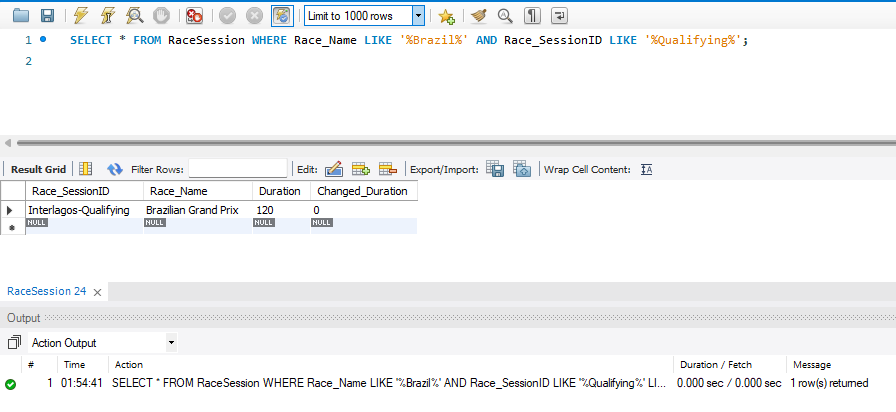 Limit to 1000 rows
1 SELECT * FROM RaceSession WHERE Race_Name LIKE '%Brazil%' AND Race_SessionID LIKE '%Qualifying%';
2
Result Grid Filter Rows: Edit: Export/Import: Wrap Cell Content:
Race_SessionID Race_Name Duration Changed_Duration
Interlagos-Qualifying Brazilian Grand Prix 120 0
NULL NULL NULL NULL
RaceSession 24
Output
Action Output
# Time Action Duration / Fetch Message
1 01:54:41 SELECT * FROM RaceSession WHERE Race_Name LIKE '%Brazil%' AND Race_SessionID LIKE '%Qualifying%' LI... 0.000 sec / 0.000 sec 1 row(s) returned